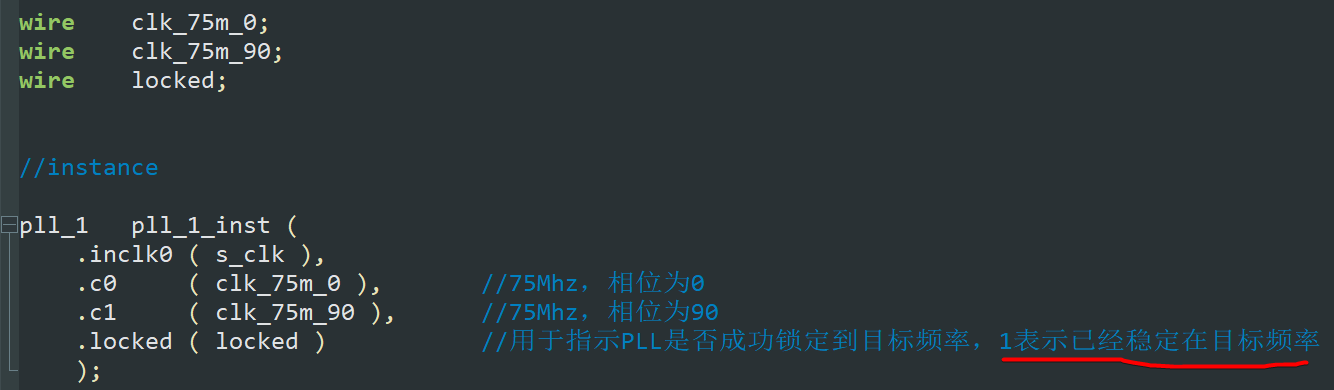 wire    clk_75m_0;
wire    clk_75m_90;
wire    locked;
//instance
pll_1   pll_1_inst (
    .inclk0 ( s_clk ),
    .c0     ( clk_75m_0 ),       //75Mhz，相位为0
    .c1     ( clk_75m_90 ),      //75Mhz，相位为90
    .locked ( locked )           //用于指示PLL是否成功锁定到目标频率，1表示已经稳定在目标频率
    );